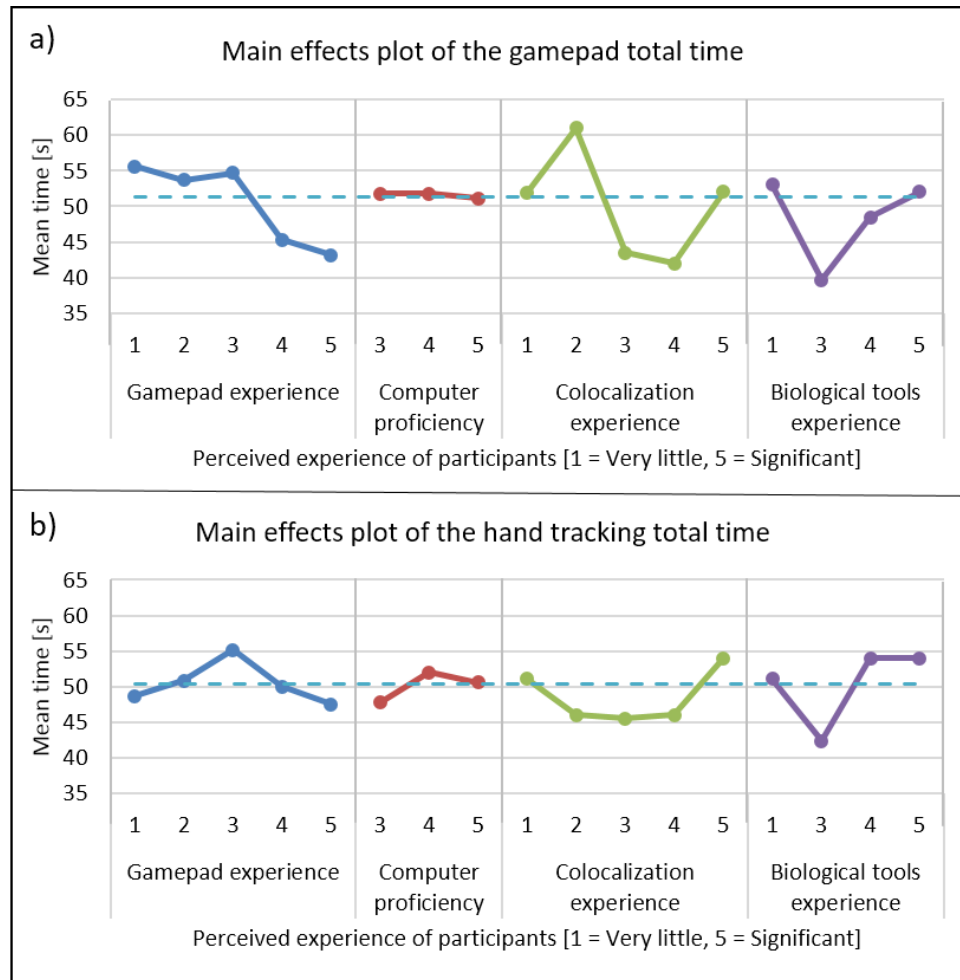 a)
Main effects plot of the gamepad total time
Mean time [s]
65
60
55
50
45
40
35
1 2 3 4 5 3 4 5 1 2 3 4 5 1 3 4 5
Gamepad experience Computer Colocalization Biological tools
proficiency experience experience
Perceived experience of participants [1 = Very little, 5 = Significant]
b)
Main effects plot of the hand tracking total time
Mean time [s]
65
60
55
50
45
40
35
1 2 3 4 5 3 4 5 1 2 3 4 5 1 3 4 5
Gamepad experience Computer Colocalization Biological tools
proficiency experience experience
Perceived experience of participants [1 = Very little, 5 = Significant]